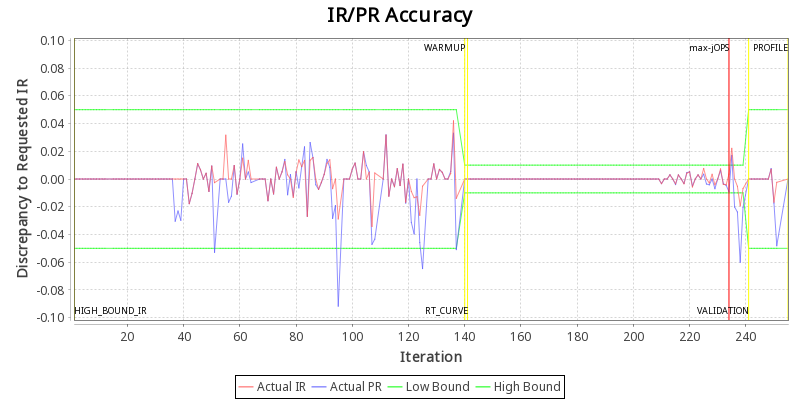 IR/PR Accuracy
Discrepancy to Requested IR
0.10
0.08
0.06
0.04
0.02
0.00
-0.02
-0.04
-0.06
-0.08
-0.10
WARMUP
max-jOPS
PROFILE
HIGH_BOUND_IR
RT_CURVE
VALIDATION
20 40 60 80 100 120 140 160 180 200 220 240
Iteration
Actual IR Actual PR Low Bound High Bound